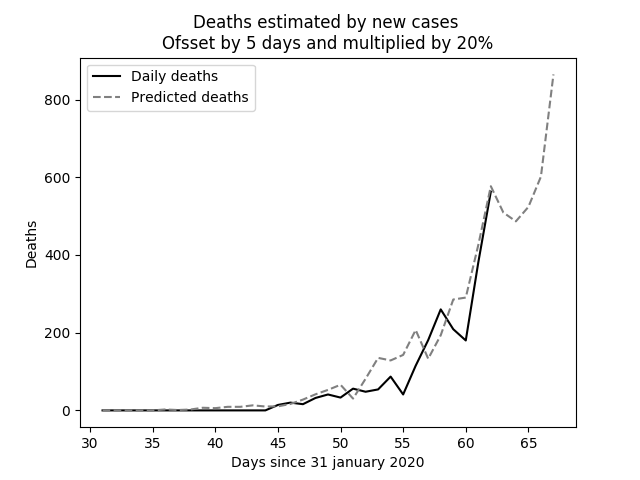 Deaths estimated by new cases
Ofsset by 5 days and multiplied by 20%
Daily deaths
Predicted deaths
800
600
400
200
0
Deaths
30 35 40 45 50 55 60 65
Days since 31 january 2020